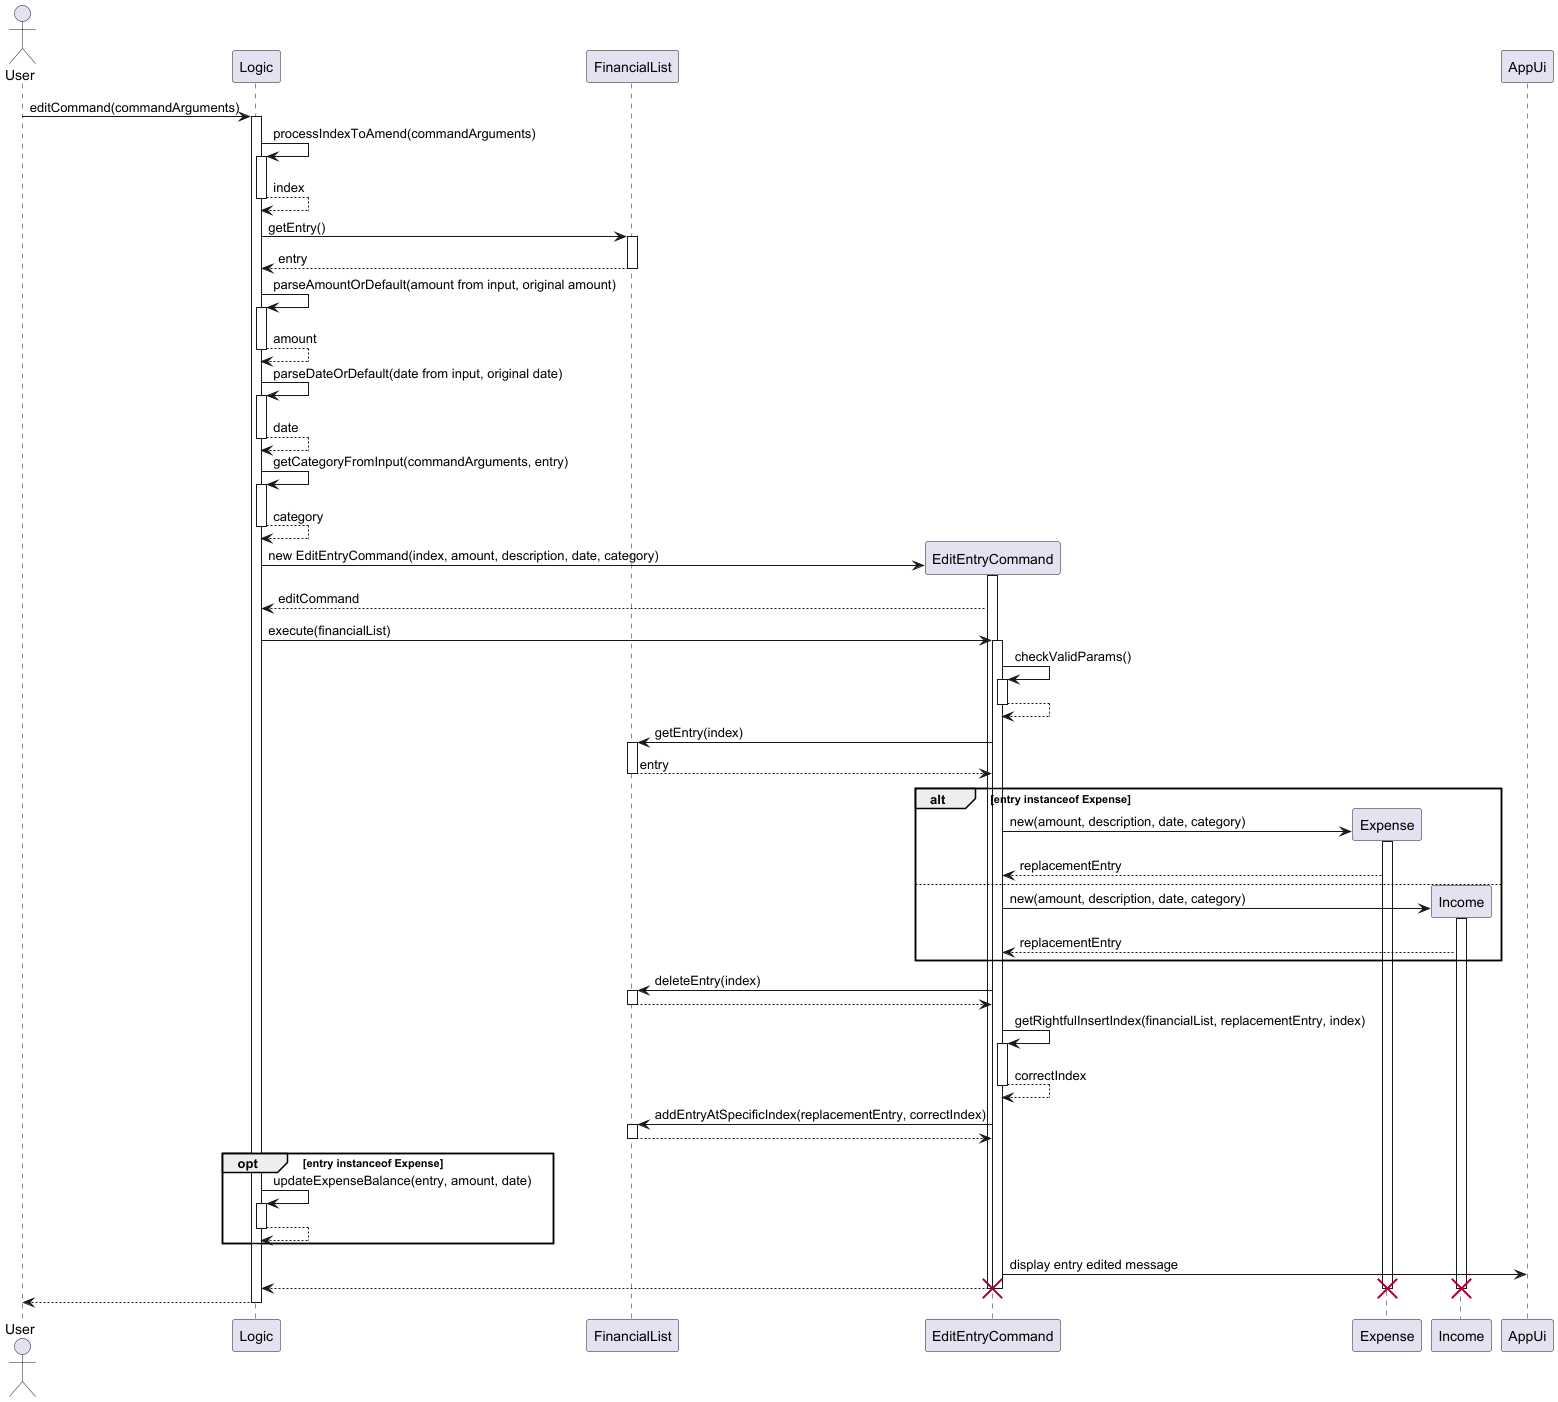 User
Logic
FinancialList
AppUi
editCommand(commandArguments)
processIndexToAmend(commandArguments)
index
getEntry()
entry
parseAmountOrDefault(amount from input, original amount)
amount
parseDateOrDefault(date from input, original date)
date
getCategoryFromInput(commandArguments, entry)
category
new EditEntryCommand(index, amount, description, date, category)
EditEntryCommand
editCommand
execute(financialList)
checkValidParams()
getEntry(index)
entry
alt [entry instanceof Expense]
new(amount, description, date, category)
Expense
replacementEntry
new(amount, description, date, category)
Income
replacementEntry
deleteEntry(index)
getRightfulInsertIndex(financialList, replacementEntry, index)
correctIndex
addEntryAtSpecificIndex(replacementEntry, correctIndex)
opt [entry instanceof Expense]
updateExpenseBalance(entry, amount, date)
display entry edited message
User
Logic
FinancialList
EditEntryCommand
Expense
Income
AppUi